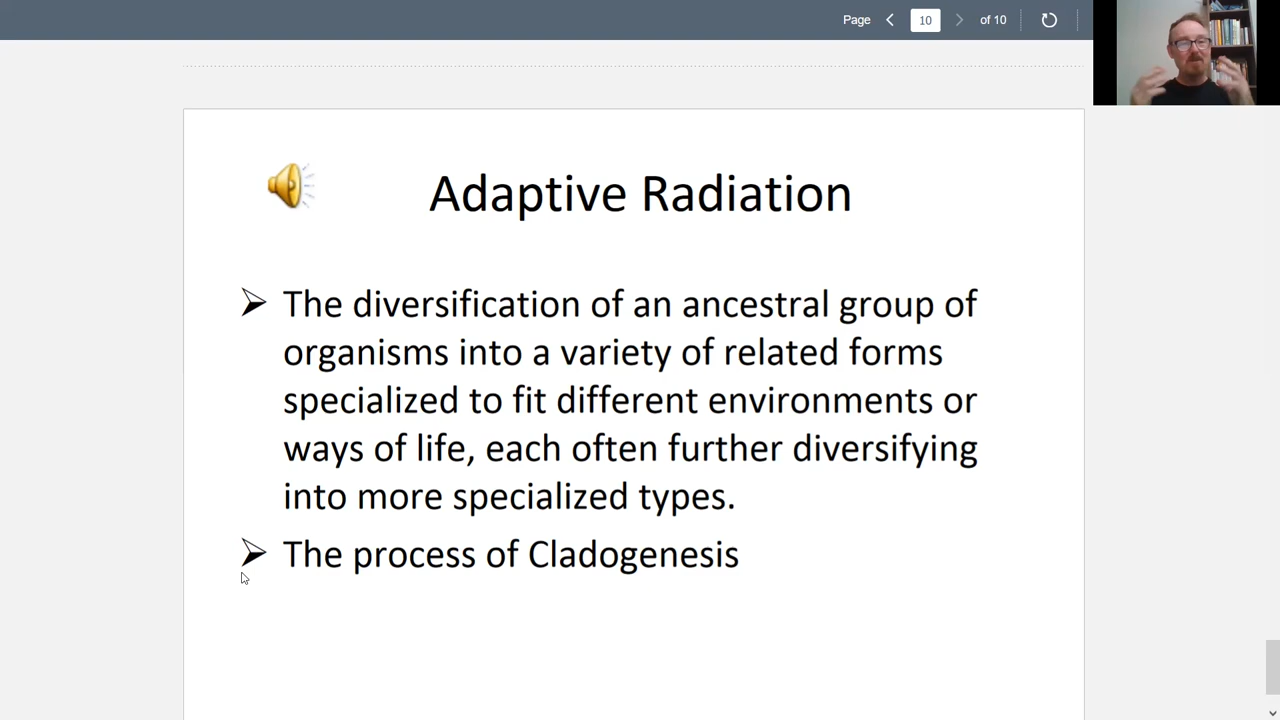 Page 10 of 10
Adaptive Radiation
The diversification of an ancestral group of
organisms into a variety of related forms
specialized to fit different environments or
ways of life, each often further diversifying
into more specialized types.
The process of Cladogenesis